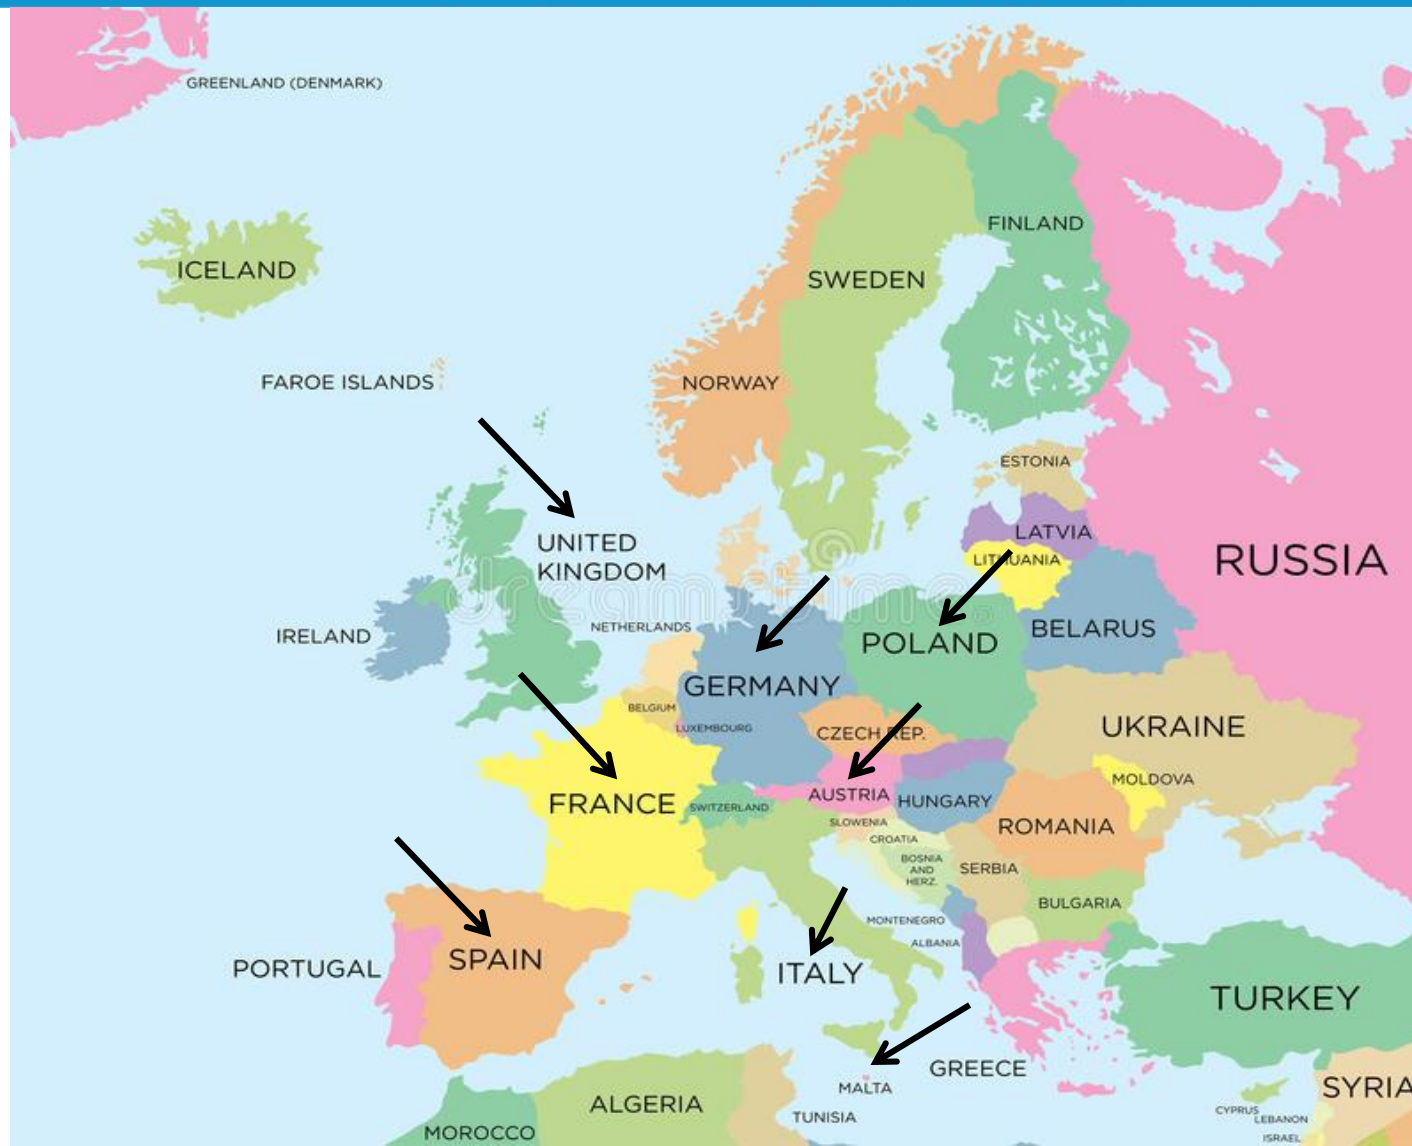 GREENLAND (DENMARK)
FINLAND
ICELAND
SWEDEN
FAROE ISLANDS
NORWAY
ESTONIA
LATVIA
UNITED
KINGDOM
LITHUANIA
RUSSIA
dreamstime.
NETHERLANDS
IRELAND
BELARUS
POLAND
GERMANY
BELGIUM
LUXEMBOURG
CZECH REP.
UKRAINE
MOLDOVA
FRANCE
SWITZERLAND
AUSTRIA
HUNGARY
SLOWENIA
ROMANIA
CROATIA
BOSNIA
AND
HERZ.
SERBIA
BULGARIA
MONTENEGRO
ALBANIA
SPAIN
PORTUGAL
ITALY
TURKEY
GREECE
MALTA
SYRIA
ALGERIA
TUNISIA
CYPRUS
LEBANON
MOROCCO
ISRAEL